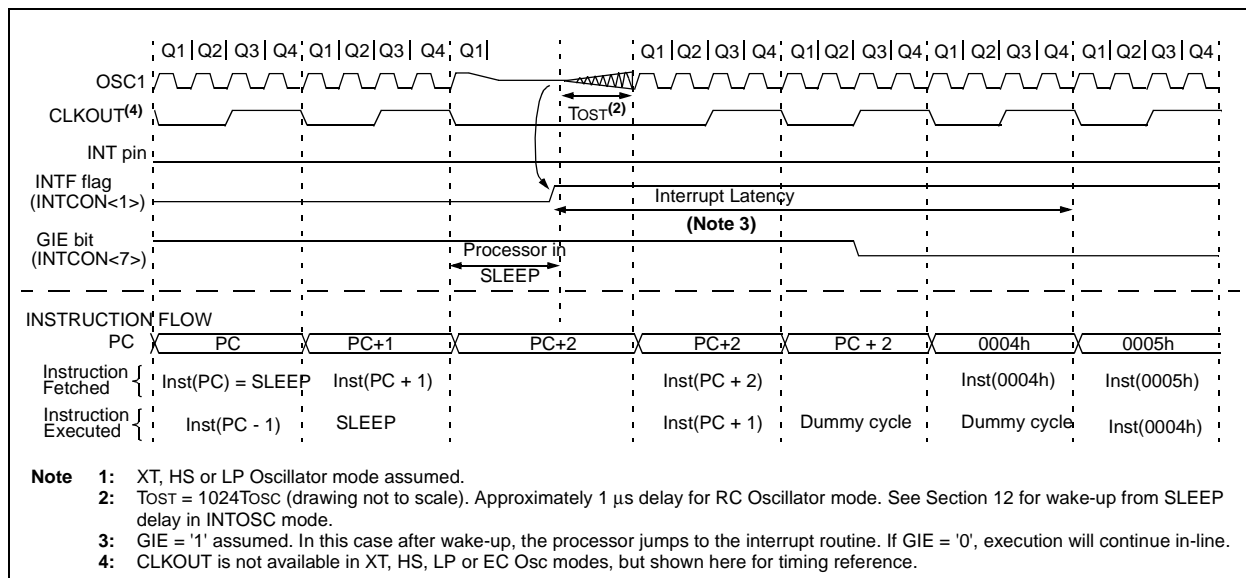 Q1 Q2 Q3 Q4 Q1 Q2 Q3 Q4 Q1 Q1 Q2 Q3 Q4 Q1 Q2 Q3 Q4 Q1 Q2 Q3 Q4 Q1 Q2 Q3 Q4
OSC1
CLKOUT(4)
TOST(2)
INT pin
INTF flag
(INTCON<1>)
Interrupt Latency
(Note 3)
GIE bit
(INTCON<7>)
Processor in
SLEEP
INSTRUCTION FLOW
PC PC PC+1 PC+2 PC+2 PC + 2 0004h 0005h
Instruction
Fetched
Inst(PC) = SLEEP Inst(PC + 1) Inst(PC + 2) Inst(0004h) Inst(0005h)
Instruction
Executed
Inst(PC - 1) SLEEP Inst(PC + 1) Dummy cycle Dummy cycle Inst(0004h)
Note 1: XT, HS or LP Oscillator mode assumed.
2: TOST = 1024TOSC (drawing not to scale). Approximately 1 μs delay for RC Oscillator mode. See Section 12 for wake-up from SLEEP
delay in INTOSC mode.
3: GIE = '1' assumed. In this case after wake-up, the processor jumps to the interrupt routine. If GIE = '0', execution will continue in-line.
4: CLKOUT is not available in XT, HS, LP or EC Osc modes, but shown here for timing reference.